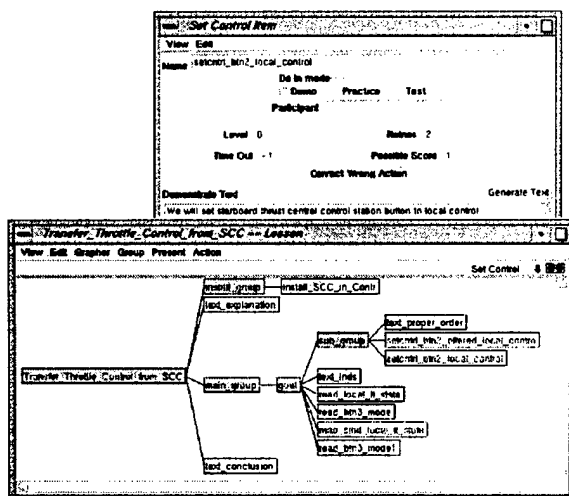 Set Control Item
View Edit
Name setcntrl_btn2_local_control
Do in mode
Demo Practice Test
Participant
Level 0 Retries 2
Time Out -1 Possible Score 1
Correct Wrong Action
Demonstrate Text Generate Text
We will set starboard thrust central control station button to local control
Transfer_Throttle_Control_from_SCC == Lesson
View Edit Grapher Group Present Action
Set Control 8
install_SCC_in_Contr
text_explanation
text_proper_order
sub_group
setcntrl_btn2_local_control
Transfer_Throttle_Control_from_SCC
main_group
goal
text_inds
read_btn3_mode
read_btn3_mode1
text_conclusion